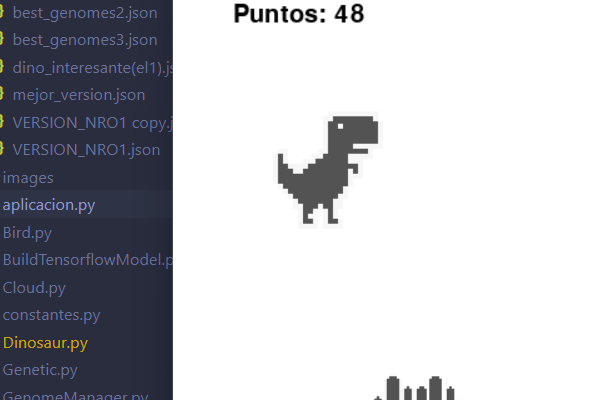 best_genomes2.json
best_genomes3.json
dino_interesante(el1).js
mejor_version.json
VERSION_NRO1 copy.j
VERSION_NRO1.json
images
aplicacion.py
Bird.py
BuildTensorflowModel.p
Cloud.py
constantes.py
Dinosaur.py
Genetic.py
GenomeManager.py
Puntos: 48